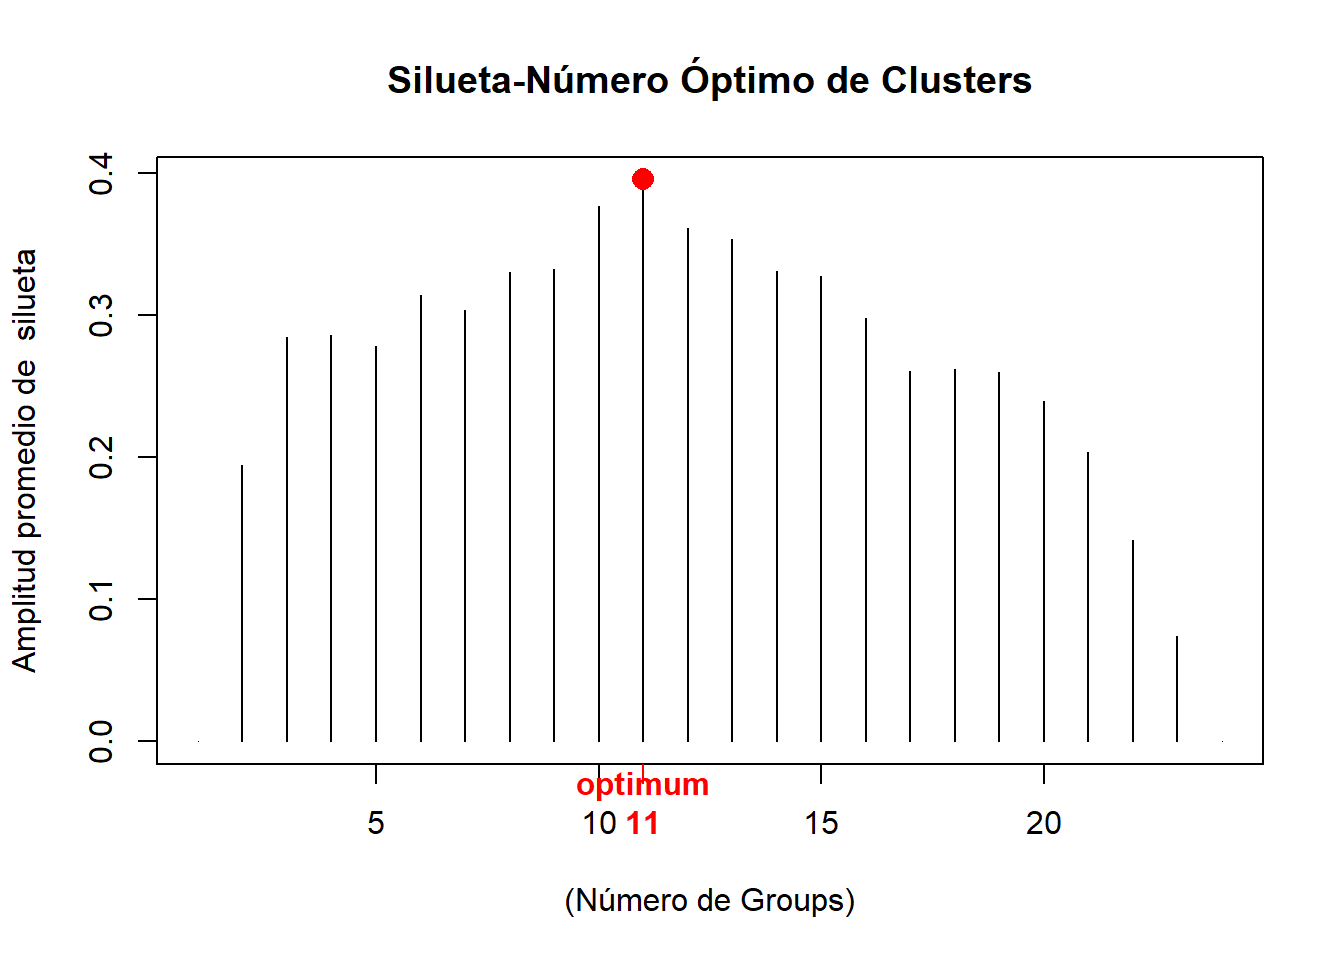 Silueta-Número Óptimo de Clusters
Amplitud promedio de  silueta
0.4
0.3
0.2
0.1
0.0
optimum
5 10 11 15 20
(Número de Groups)